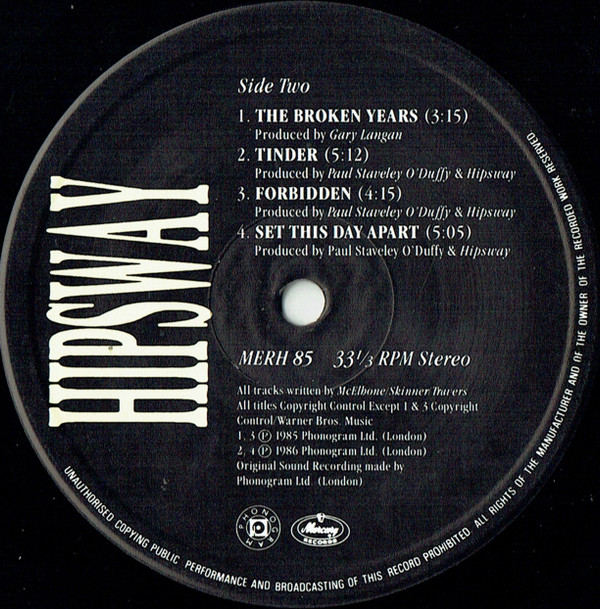 HIPSWAY
Side Two
1. THE BROKEN YEARS (3:15)
Produced by Gary Langan
2. TINDER (5:12)
Produced by Paul Staveley O'Duffy & Hipsway
3. FORBIDDEN (4:15)
Produced by Paul Staveley O'Duffy & Hipsway
4. SET THIS DAY APART (5:05)
Produced by Paul Staveley O'Duffy & Hipsway
MERH 85 33 1/3 RPM Stereo
All tracks written by McElbone/Skinner/Travers
All titles Copyright Control Except 1 & 3 Copyright
Control/Warner Bros. Music
1, 3 Ⓟ 1985 Phonogram Ltd. (London)
2, 4 Ⓟ 1986 Phonogram Ltd. (London)
Original Sound Recording made by
Phonogram Ltd. (London)
PHONOGRAM
Mercury
RECORDS
UNAUTHORISED COPYING PUBLIC PERFORMANCE AND BROADCASTING OF THIS RECORD PROHIBITED. ALL RIGHTS OF THE MANUFACTURER AND OF THE OWNER OF THE RECORDED WORK RESERVED